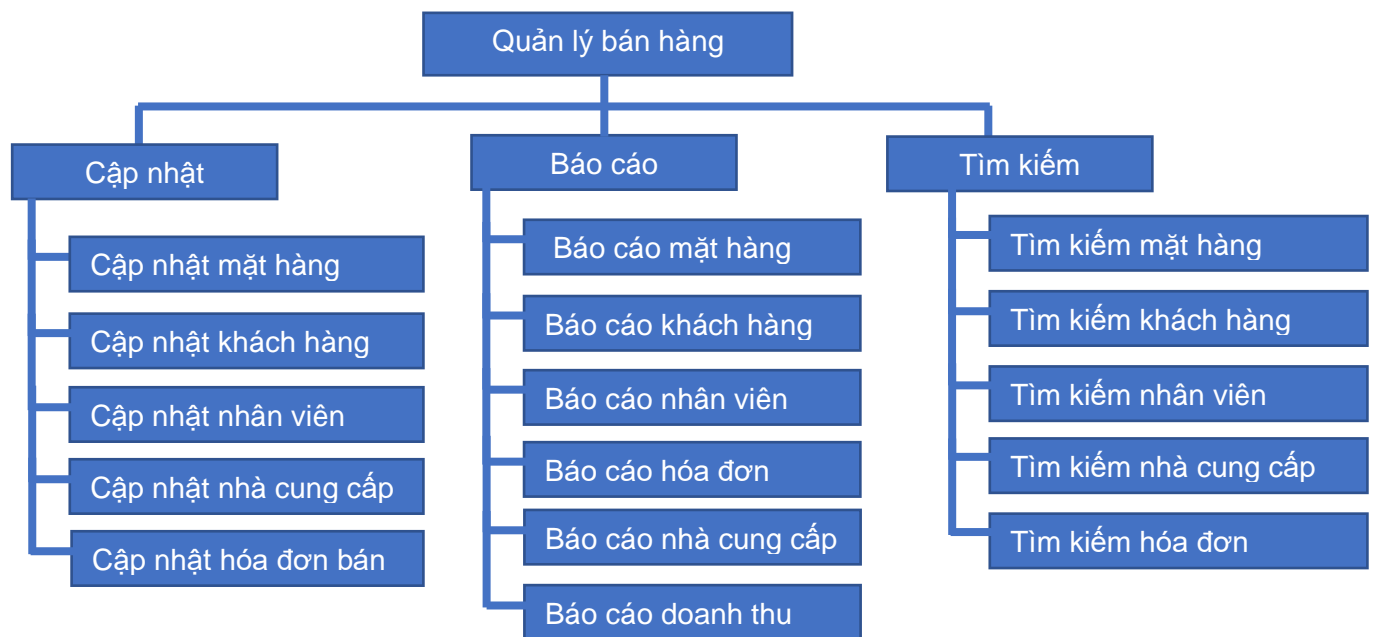 Quản lý bán hàng
Cập nhật
Cập nhật mặt hàng
Cập nhật khách hàng
Cập nhật nhân viên
Cập nhật nhà cung cấp
Cập nhật hóa đơn bán
Báo cáo
Báo cáo mặt hàng
Báo cáo khách hàng
Báo cáo nhân viên
Báo cáo hóa đơn
Báo cáo nhà cung cấp
Báo cáo doanh thu
Tìm kiếm
Tìm kiếm mặt hàng
Tìm kiếm khách hàng
Tìm kiếm nhân viên
Tìm kiếm nhà cung cấp
Tìm kiếm hóa đơn